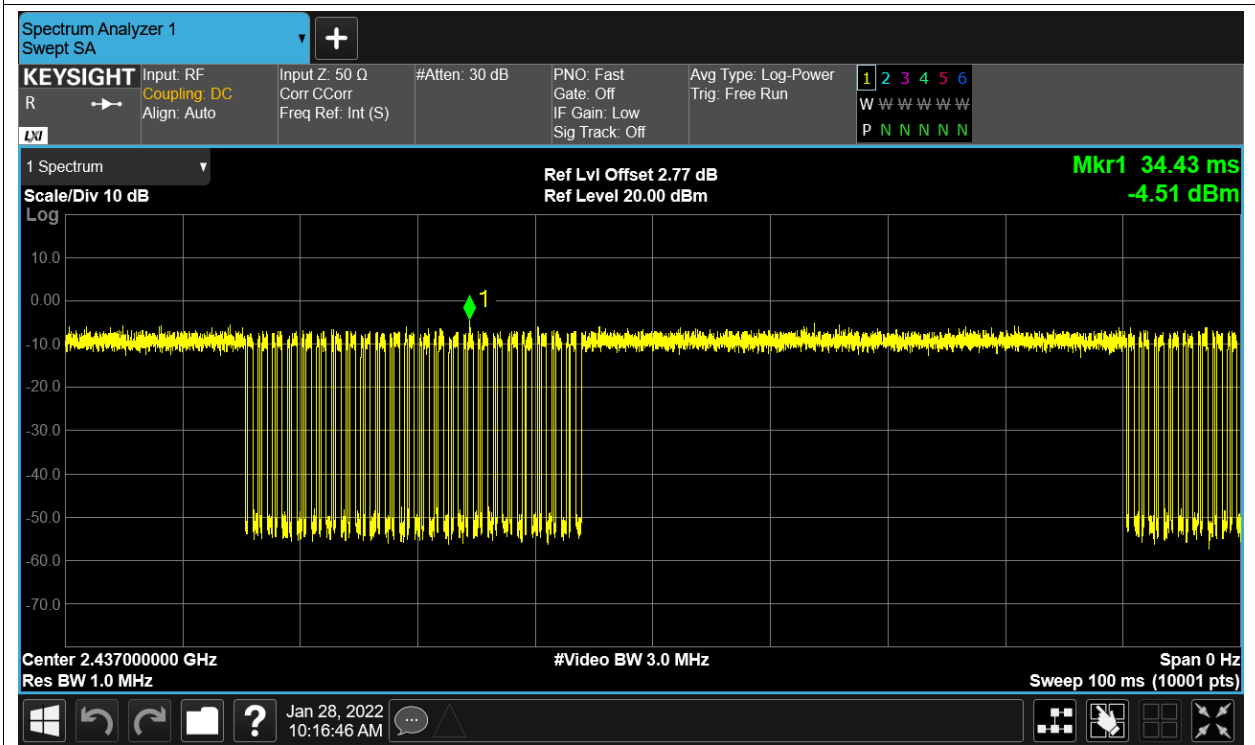 Spectrum Analyzer 1
Swept SA
KEYSIGHT
R
LXI
Input: RF
Coupling: DC
Align: Auto
Input Z: 50 Ω
Corr CCorr
Freq Ref: Int (S)
#Atten: 30 dB
PNO: Fast
Gate: Off
IF Gain: Low
Sig Track: Off
Avg Type: Log-Power
Trig: Free Run
1 2 3 4 5 6
W W W W W W
P N N N N N
1 Spectrum
Scale/Div 10 dB
Ref Lvl Offset 2.77 dB
Ref Level 20.00 dBm
Mkr1 34.43 ms
-4.51 dBm
Log
10.0
0.00
-10.0
-20.0
-30.0
-40.0
-50.0
-60.0
-70.0
1
Center 2.437000000 GHz
Res BW 1.0 MHz
#Video BW 3.0 MHz
Span 0 Hz
Sweep 100 ms (10001 pts)
?
Jan 28, 2022
10:16:46 AM